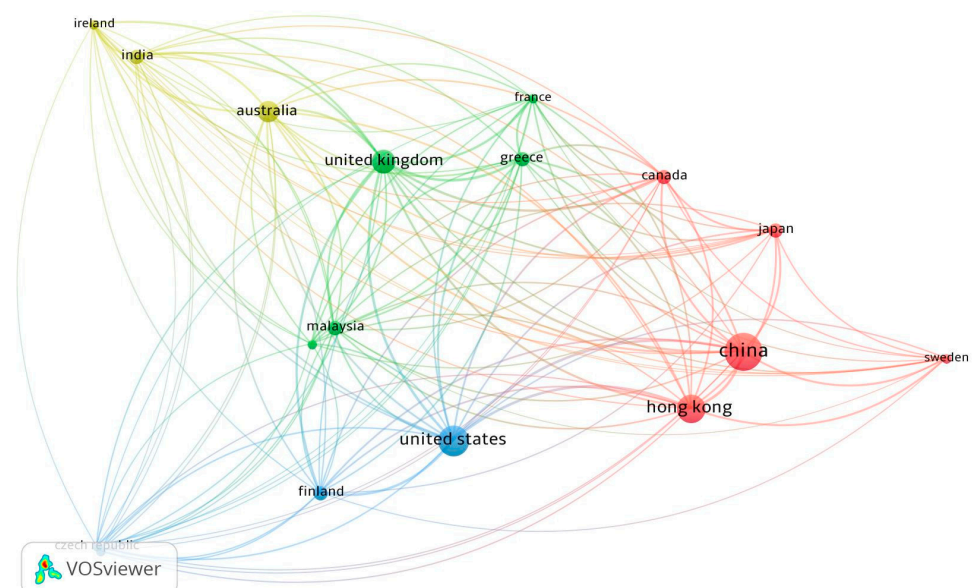 ireland
india
australia
france
united kingdom
greece
canada
japan
malaysia
china
sweden
hong kong
united states
finland
czech republic
VOSviewer